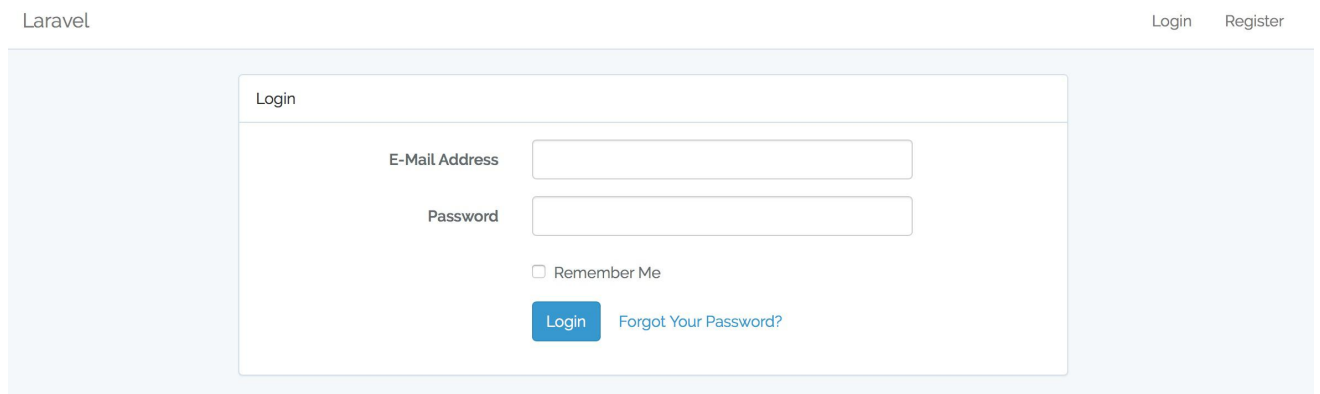 Laravel
Login Register
Login
E-Mail Address
Password
Remember Me
Login Forgot Your Password?